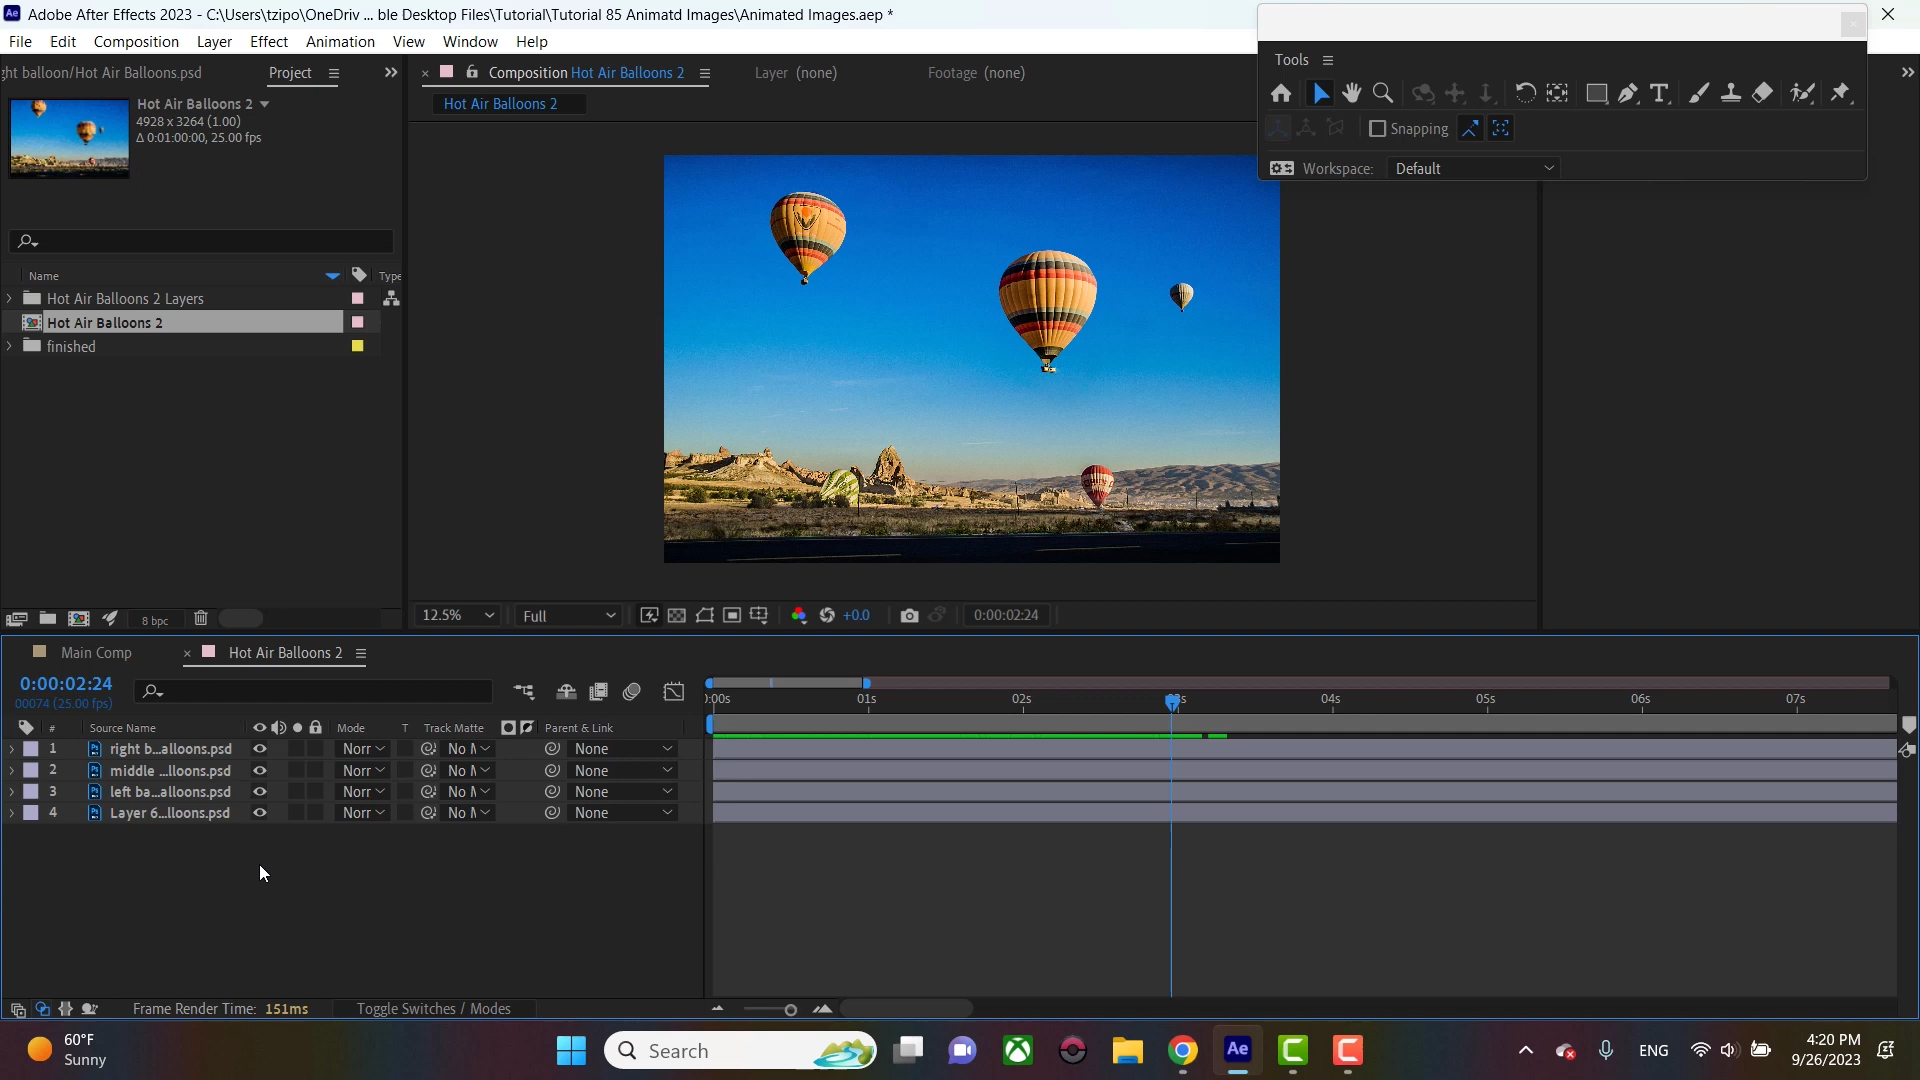 Adobe After Effects 2023 - C:\Users\tzipo\OneDriv ... ble Desktop Files\Tutorial\Tutorial 85 Animatd Images\Animated Images.aep *
File Edit Composition Layer Effect Animation View Window Help
ght balloon/Hot Air Balloons.psd Project
Composition Hot Air Balloons 2 Layer (none) Footage (none)
Hot Air Balloons 2
Tools
Snapping
Workspace: Default
Hot Air Balloons 2
4928 x 3264 (1.00)
Δ 0:01:00:00, 25.00 fps
Name Type
Hot Air Balloons 2 Layers
Hot Air Balloons 2
finished
8 bpc
12.5% Full +0.0 0:00:02:24
Main Comp Hot Air Balloons 2
0:00:02:24
00074 (25.00 fps)
# Source Name Mode T Track Matte Parent & Link
1 right b...alloons.psd Norr No M None
2 middle ...lloons.psd Norr No M None
3 left ba...alloons.psd Norr No M None
4 Layer 6...lloons.psd Norr No M None
):00s 01s 02s 03s 04s 05s 06s 07s
Frame Render Time: 151ms Toggle Switches / Modes
60°F
Sunny
Search
Ae
ENG
4:20 PM
9/26/2023